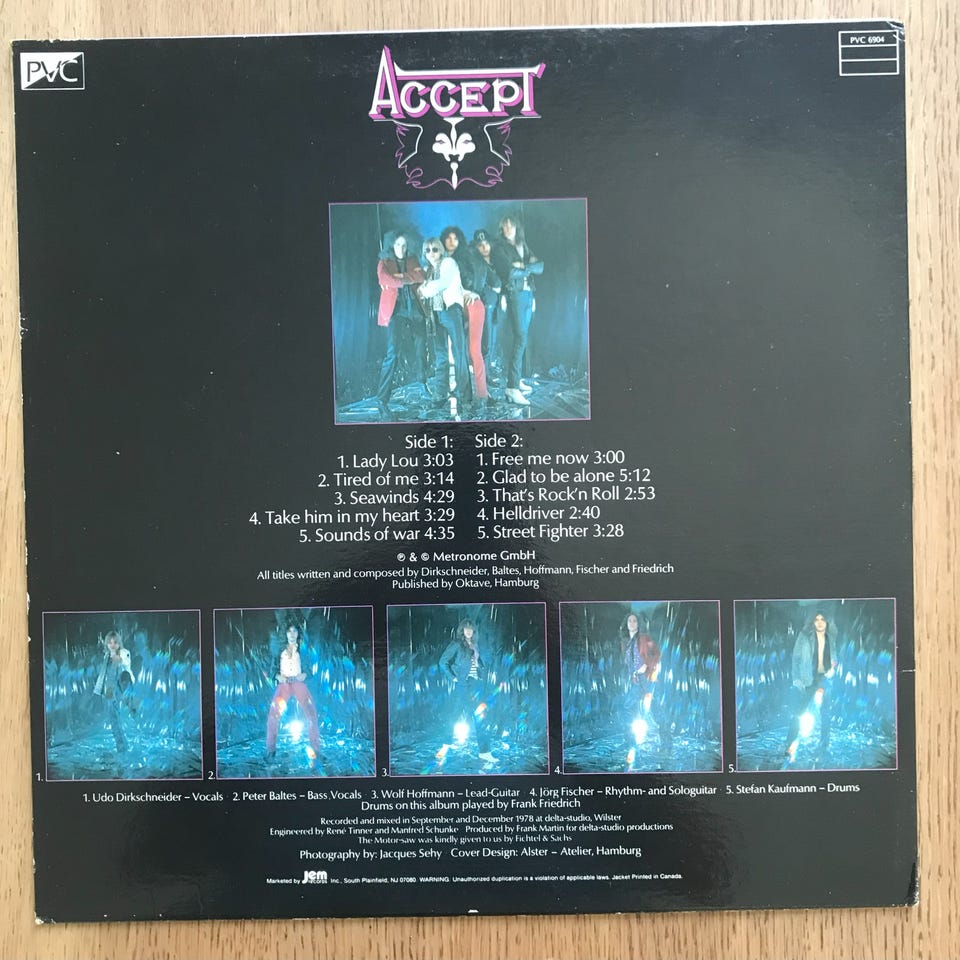 PVC
PVC 6904
ACCEPT
Side 1:
1. Lady Lou 3:03
2. Tired of me 3:14
3. Seawinds 4:29
4. Take him in my heart 3:29
5. Sounds of war 4:35
Side 2:
1. Free me now 3:00
2. Glad to be alone 5:12
3. That's Rock'n Roll 2:53
4. Helldriver 2:40
5. Street Fighter 3:28
℗ & © Metronome GmbH
All titles written and composed by Dirkschneider, Baltes, Hoffmann, Fischer and Friedrich
Published by Oktave, Hamburg
1.
2.
3.
4.
5.
1. Udo Dirkschneider – Vocals 2. Peter Baltes – Bass, Vocals 3. Wolf Hoffmann – Lead-Guitar 4. Jörg Fischer – Rhythm- and Sologuitar 5. Stefan Kaufmann – Drums
Drums on this album played by Frank Friedrich
Recorded and mixed in September and December 1978 at delta-studio, Wilster
Engineered by René Tinner and Manfred Schunke Produced by Frank Martin for delta-studio productions
The Motor-saw was kindly given to us by Fichtel & Sachs
Photography by: Jacques Sehy Cover Design: Alster – Atelier, Hamburg
Marketed by Jem records Inc., South Plainfield, NJ 07080. WARNING. Unauthorized duplication is a violation of applicable laws. Jacket Printed in Canada.